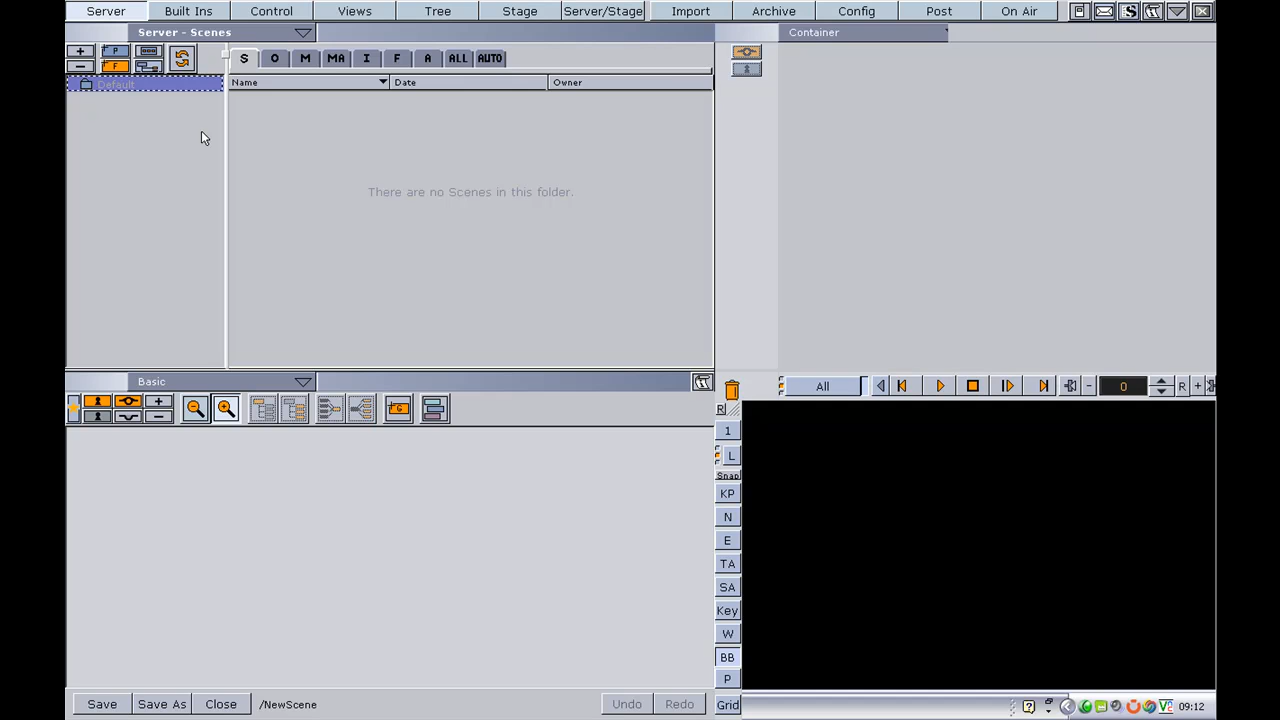 Server Built Ins Control Views Tree Stage Server/Stage Import Archive Config Post On Air
Server - Scenes
Container
+ P
- F
S O M MA I F A ALL AUTO
Default
Name Date Owner
There are no Scenes in this folder.
Basic
All
- 0 R +
+
- G
R
1
L
Snap
KP
N
E
TA
SA
Key
W
BB
P
Grid
Save Save As Close /NewScene Undo Redo
09:12